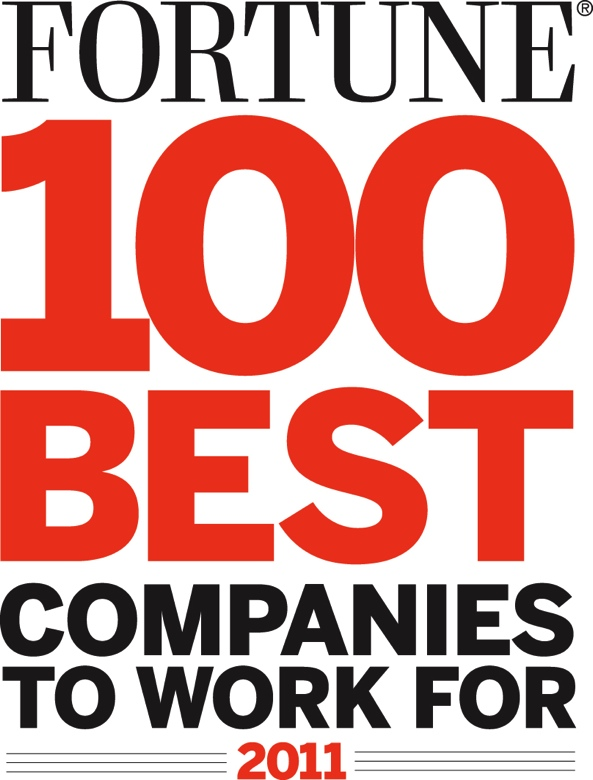 FORTUNE®
100
BEST
COMPANIES
TO WORK FOR
2011